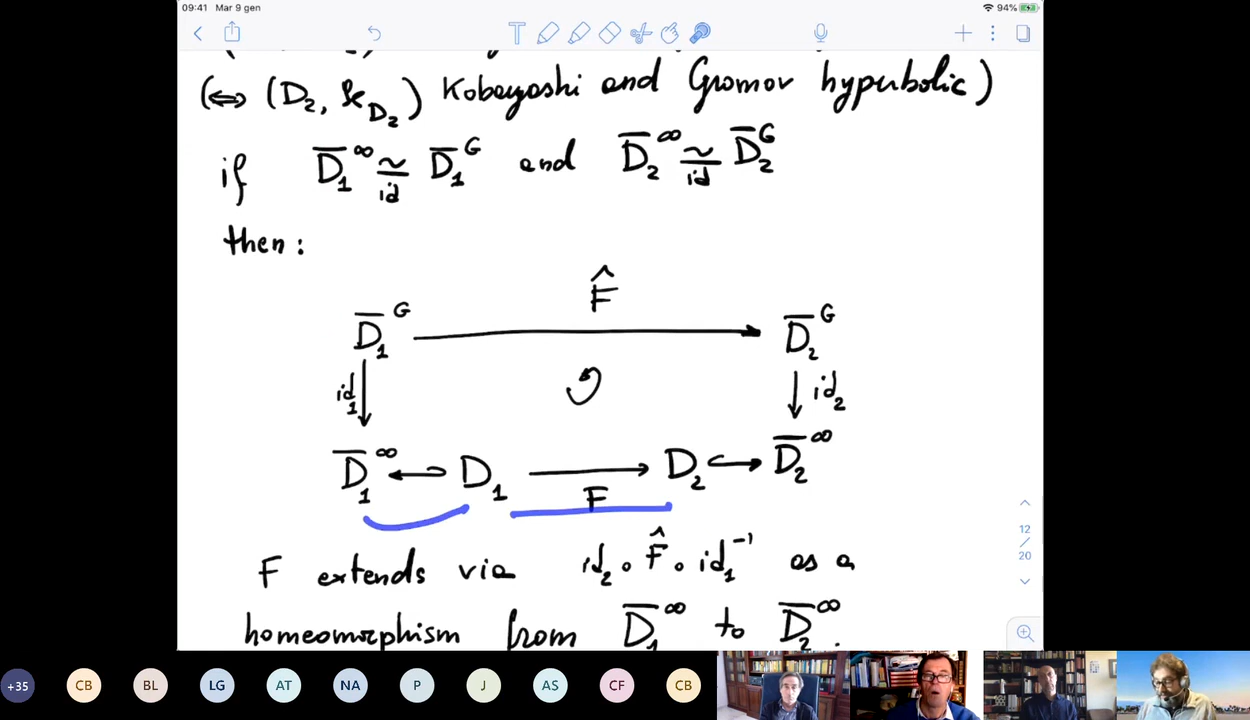 09:41 Mar 9 gen 94%
(⇔ (D₂, k_{D₂}) Kobayoshi and Gromov hyperbolic)
if D̅₁^∞ ≃_{id} D̅₁^G and D̅₂^∞ ≃_{id} D̅₂^G
then:
F̂
D̅₁^G → D̅₂^G
id₁ ↓ ↺ ↓ id₂
D̅₁^∞ ↩ D₁ → D₂ ↪ D̅₂^∞
F
F extends via id₂ ∘ F̂ ∘ id₁⁻¹ as a
homeomorphism from D̅₁^∞ to D̅₂^∞.
12
/
20
+35 CB BL LG AT NA P J AS CF CB